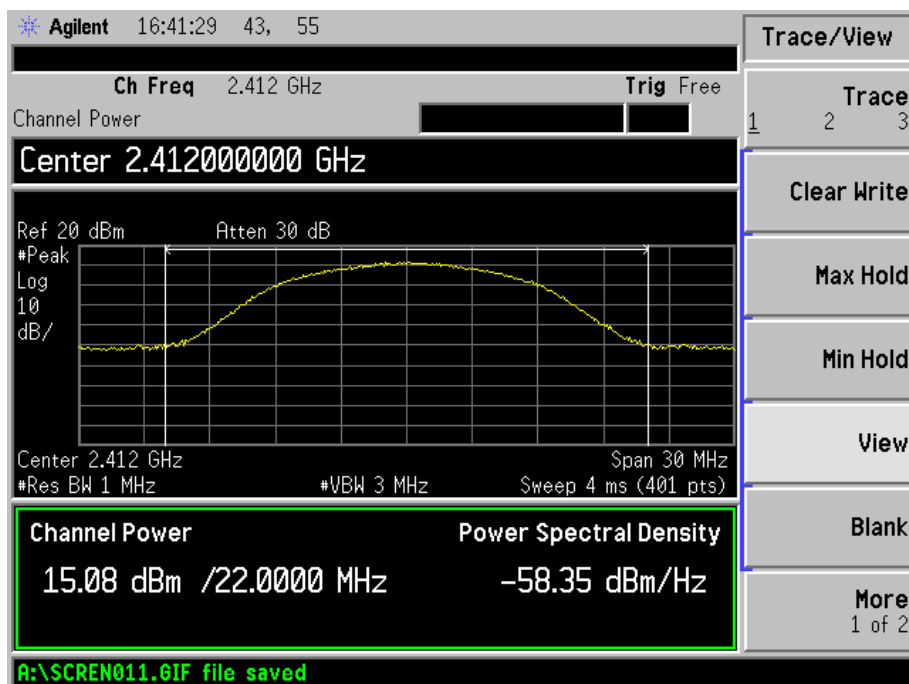 Agilent 16:41:29 43, 55
Trace/View
Ch Freq 2.412 GHz Trig Free
Channel Power
Trace
1 2 3
Center 2.412000000 GHz
Clear Write
Ref 20 dBm Atten 30 dB
#Peak
Log
10
dB/
Max Hold
Min Hold
View
Center 2.412 GHz Span 30 MHz
#Res BW 1 MHz #VBW 3 MHz Sweep 4 ms (401 pts)
Channel Power Power Spectral Density
15.08 dBm /22.0000 MHz -58.35 dBm/Hz
Blank
More
1 of 2
A:\SCREN011.GIF file saved